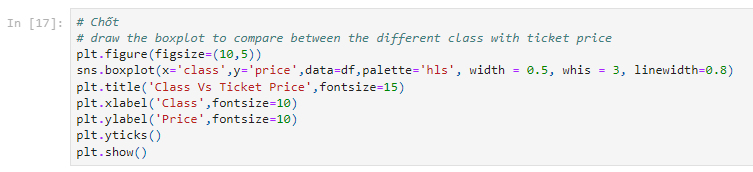 In [17]:
# Chốt
# draw the boxplot to compare between the different class with ticket price
plt.figure(figsize=(10,5))
sns.boxplot(x='class',y='price',data=df,palette='hls', width = 0.5, whis = 3, linewidth=0.8)
plt.title('Class Vs Ticket Price',fontsize=15)
plt.xlabel('Class',fontsize=10)
plt.ylabel('Price',fontsize=10)
plt.yticks()
plt.show()